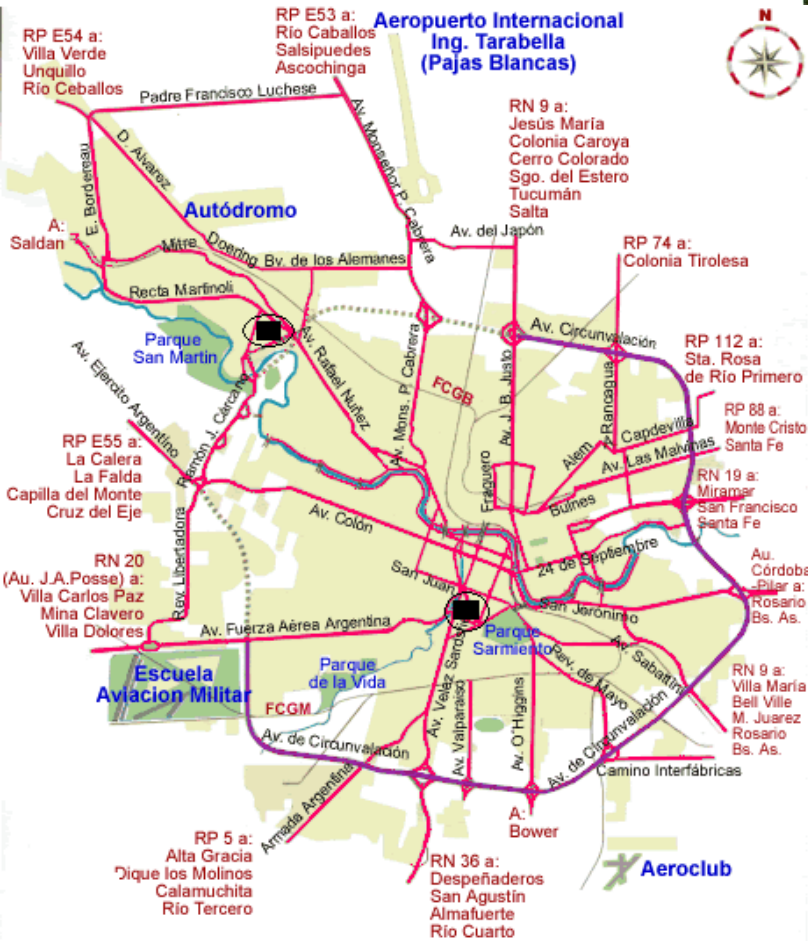 RP E54 a:
Villa Verde
Unquillo
Río Ceballos
RP E53 a:
Río Caballos
Salsipuedes
Ascochinga
Aeropuerto Internacional
Ing. Tarabella
(Pajas Blancas)
N
Padre Francisco Luchese
Av. Monseñor P. Cabrera
RN 9 a:
Jesús María
Colonia Caroya
Cerro Colorado
Sgo. del Estero
Tucumán
Salta
E. Bordereau
D. Alvarez
Autódromo
A:
Saldan
Mitre
Doering
Bv. de los Alemanes
Av. del Japón
RP 74 a:
Colonia Tirolesa
Recta Martinoli
Parque
San Martin
Av. Rafael Nuñez
Av. Mons. P. Cabrera
FCGB
Av. J. B. Justo
Av. Circunvalación
A Rancagua
RP 112 a:
Sta. Rosa
de Río Primero
Av. Ejercito Argentino
Ramón J. Cárcano
RP 88 a:
Monte Cristo
Santa Fe
Capdevilla
Alem
Av. Las Malvinas
RP E55 a:
La Calera
La Falda
Capilla del Monte
Cruz del Eje
Fraguero
Bulnes
RN 19 a:
Miramar
San Francisco
Santa Fe
Av. Colón
Rev. Libertadora
RN 20
(Au. J.A.Posse) a:
Villa Carlos Paz
Mina Clavero
Villa Dolores
San Juan
24 de Septiembre
Au.
Córdoba
-Pilar a:
Rosario
Bs. As.
San Jeronimo
Av. Fuerza Aérea Argentina
Parque
Sarmiento
Av. Sabattini
Rev. de Mayo
Escuela
Aviacion Militar
Parque
de la Vida
FCGM
Av. Velez Sarsf
Av. Valparaiso
Av. O'Higgins
RN 9 a:
Villa María
Bell Ville
M. Juarez
Rosario
Bs. As.
Av. de Circunvalación
Av. de Circunvalación
Camino Interfábricas
Armada Argentina
A:
Bower
RP 5 a:
Alta Gracia
Dique los Molinos
Calamuchita
Río Tercero
RN 36 a:
Despeñaderos
San Agustín
Almafuerte
Río Cuarto
Aeroclub